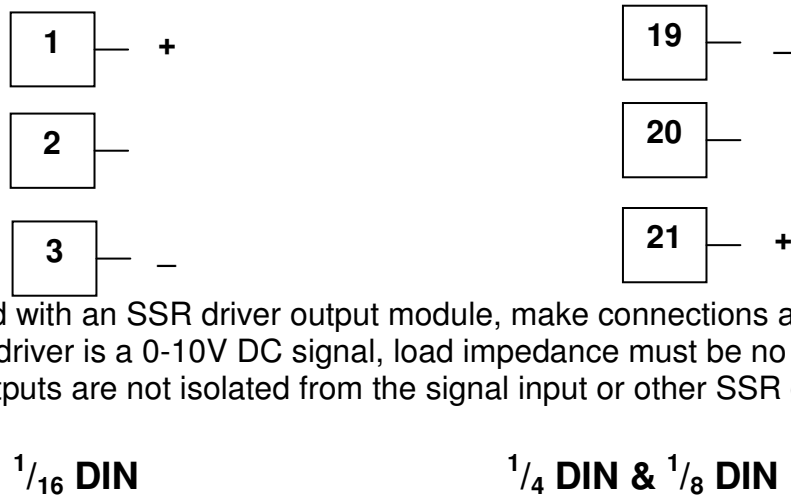 1 + 19 _
2 20
3 _ 21 +
with an SSR driver output module, make connections
driver is a 0-10V DC signal, load impedance must be no
are not isolated from the signal input or other SSR
1/16 DIN 1/4 DIN & 1/8 DIN